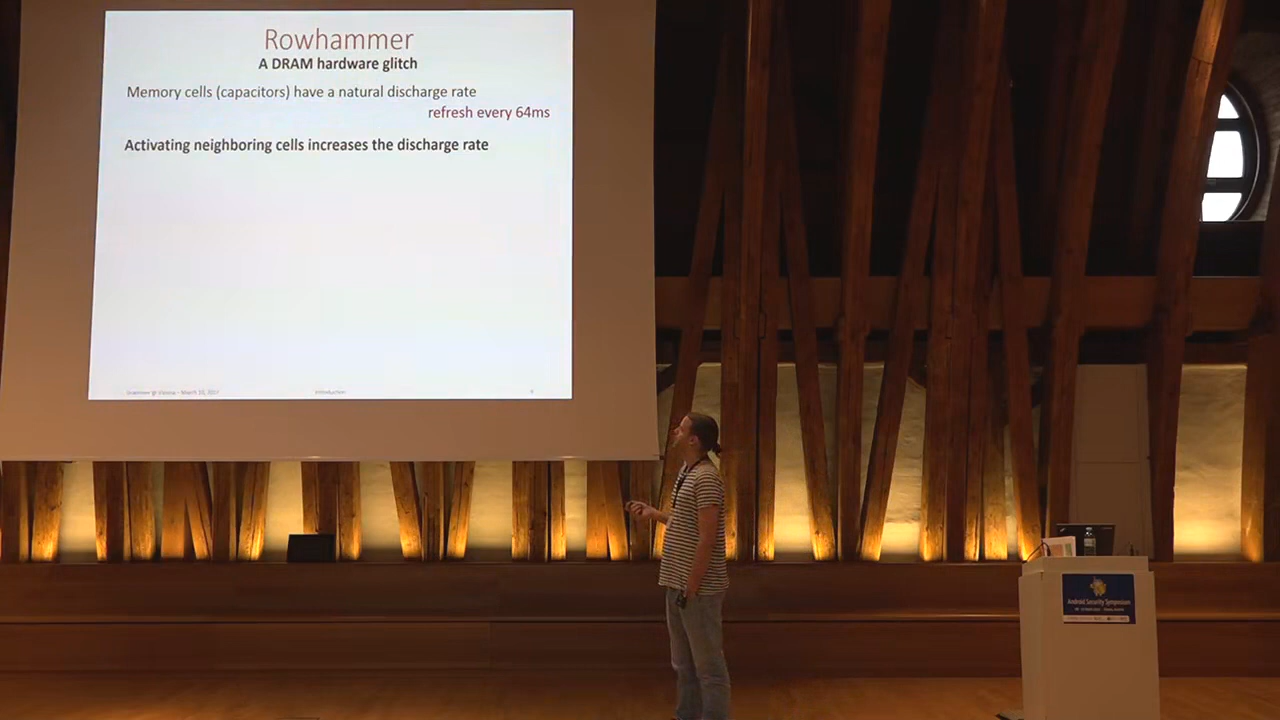 Rowhammer
A DRAM hardware glitch
Memory cells (capacitors) have a natural discharge rate
refresh every 64ms
Activating neighboring cells increases the discharge rate
Introduction
Android Security Symposium